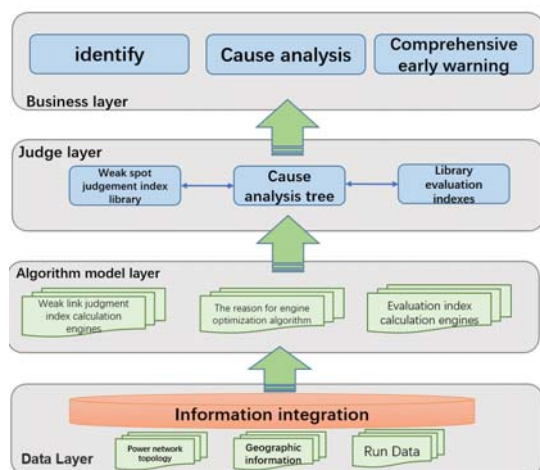 identify
Cause analysis
Comprehensive
early warning
Business layer
Judge layer
Weak spot
judgement index
library
Cause
analysis tree
Library
evaluation
indexes
Algorithm model layer
Weak link judgment
index calculation
engines
The reason for engine
optimization algorithm
Evaluation index
calculation engines
Information integration
Data Layer
Power network
topology
Geographic
information
Run Data